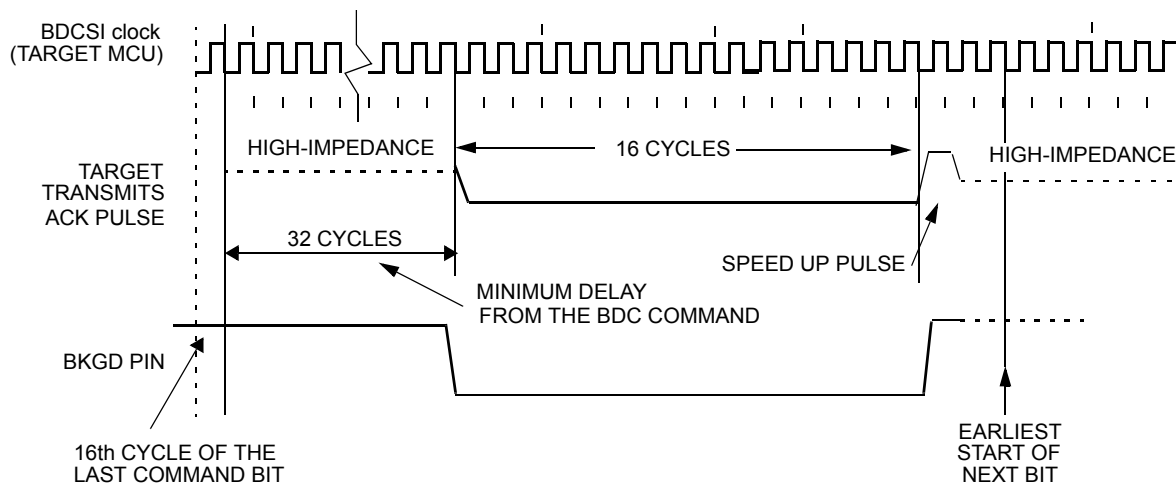 BDCSI clock
(TARGET MCU)
HIGH-IMPEDANCE
16 CYCLES
HIGH-IMPEDANCE
TARGET
TRANSMITS
ACK PULSE
32 CYCLES
SPEED UP PULSE
MINIMUM DELAY
FROM THE BDC COMMAND
BKGD PIN
16th CYCLE OF THE
LAST COMMAND BIT
EARLIEST
START OF
NEXT BIT